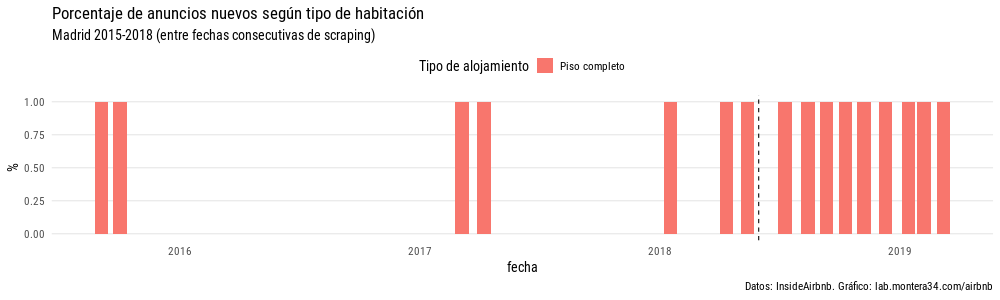 Porcentaje de anuncios nuevos según tipo de habitación
Madrid 2015-2018 (entre fechas consecutivas de scraping)
Tipo de alojamiento Piso completo
1.00
0.75
0.50
0.25
0.00
%
2016 2017 2018 2019
fecha
Datos: InsideAirbnb. Gráfico: lab.montera34.com/airbnb